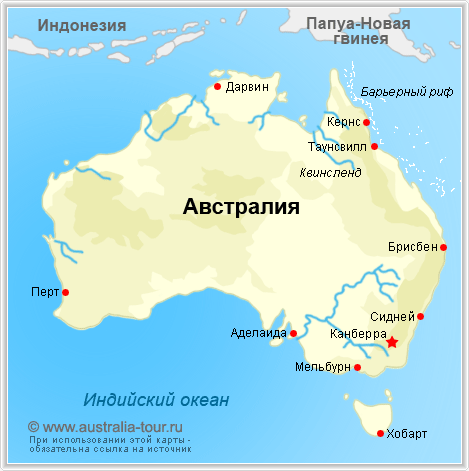 Индонезия
Папуа-Новая
гвинея
Дарвин
Барьерный риф
Кернс
Таунсвилл
Квинсленд
Австралия
Брисбен
Перт
Сидней
Аделаида
Канберра
Мельбурн
Индийский океан
© www.australia-tour.ru
При использовании этой карты -
обязательна ссылка на источник
Хобарт